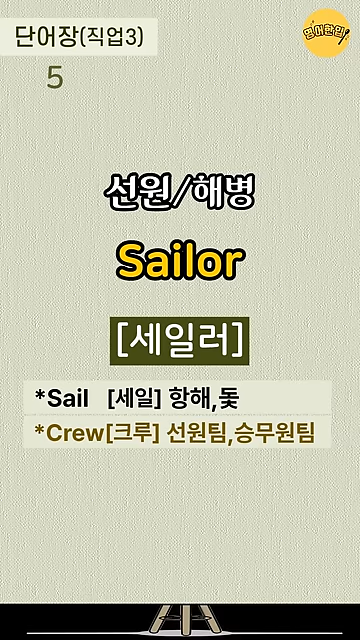 단어장(직업3)
영어한입
5
선원/해병
Sailor
[세일러]
*Sail [세일] 항해,돛
*Crew[크루] 선원팀,승무원팀